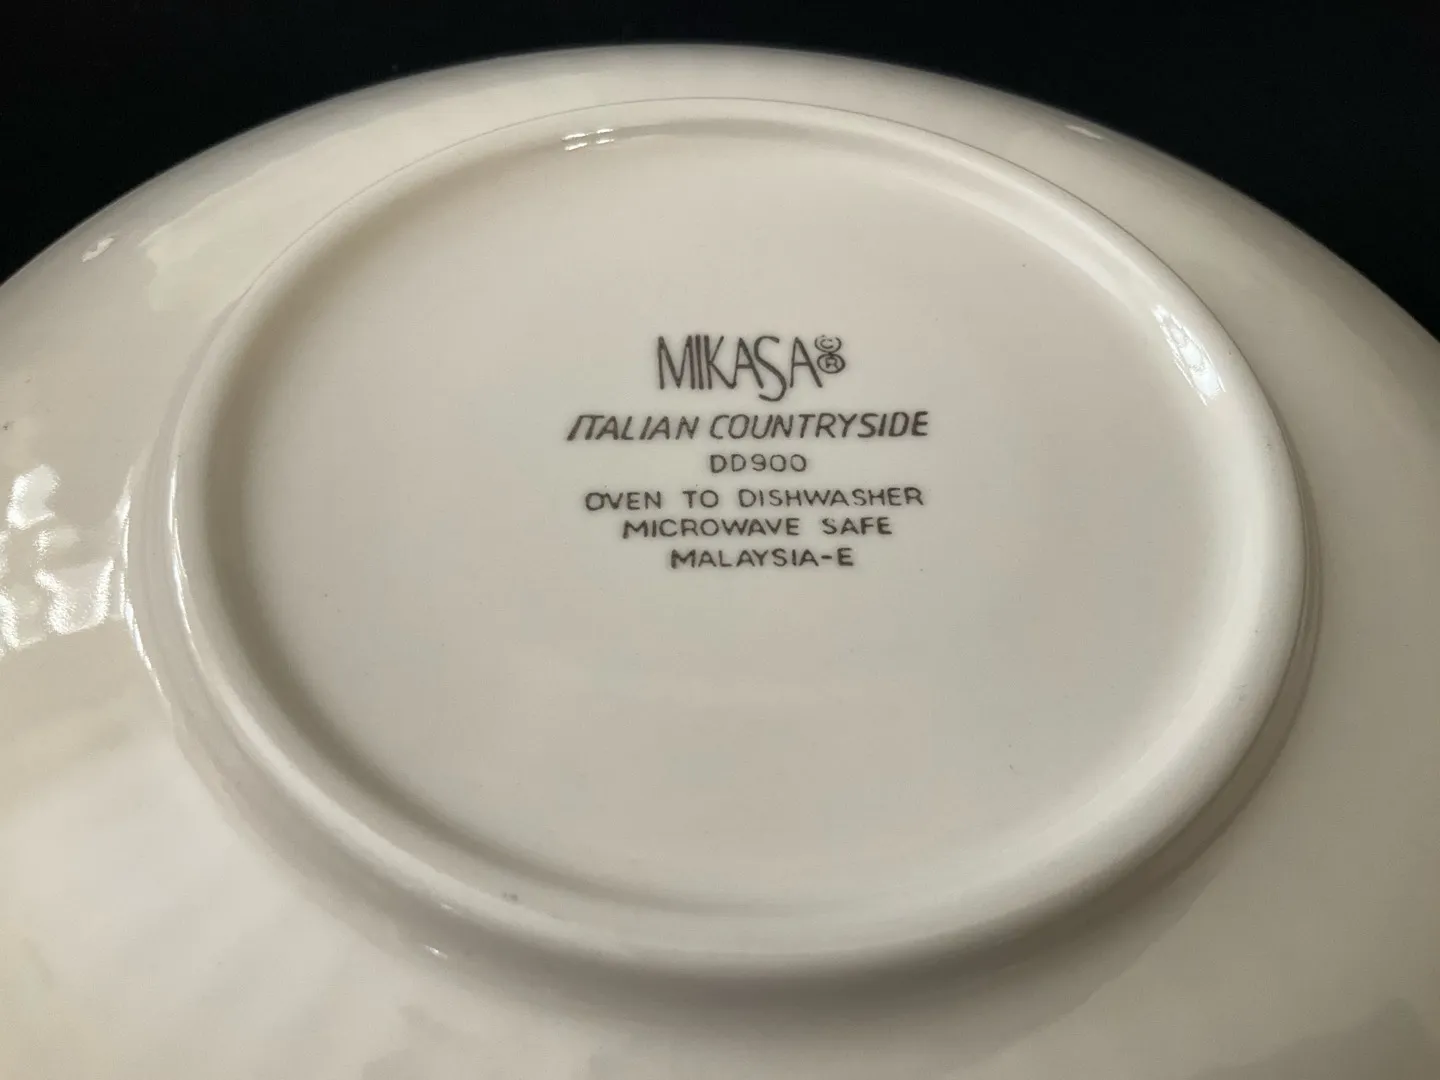 MIKASA©®
ITALIAN COUNTRYSIDE
DD900
OVEN TO DISHWASHER
MICROWAVE SAFE
MALAYSIA-E